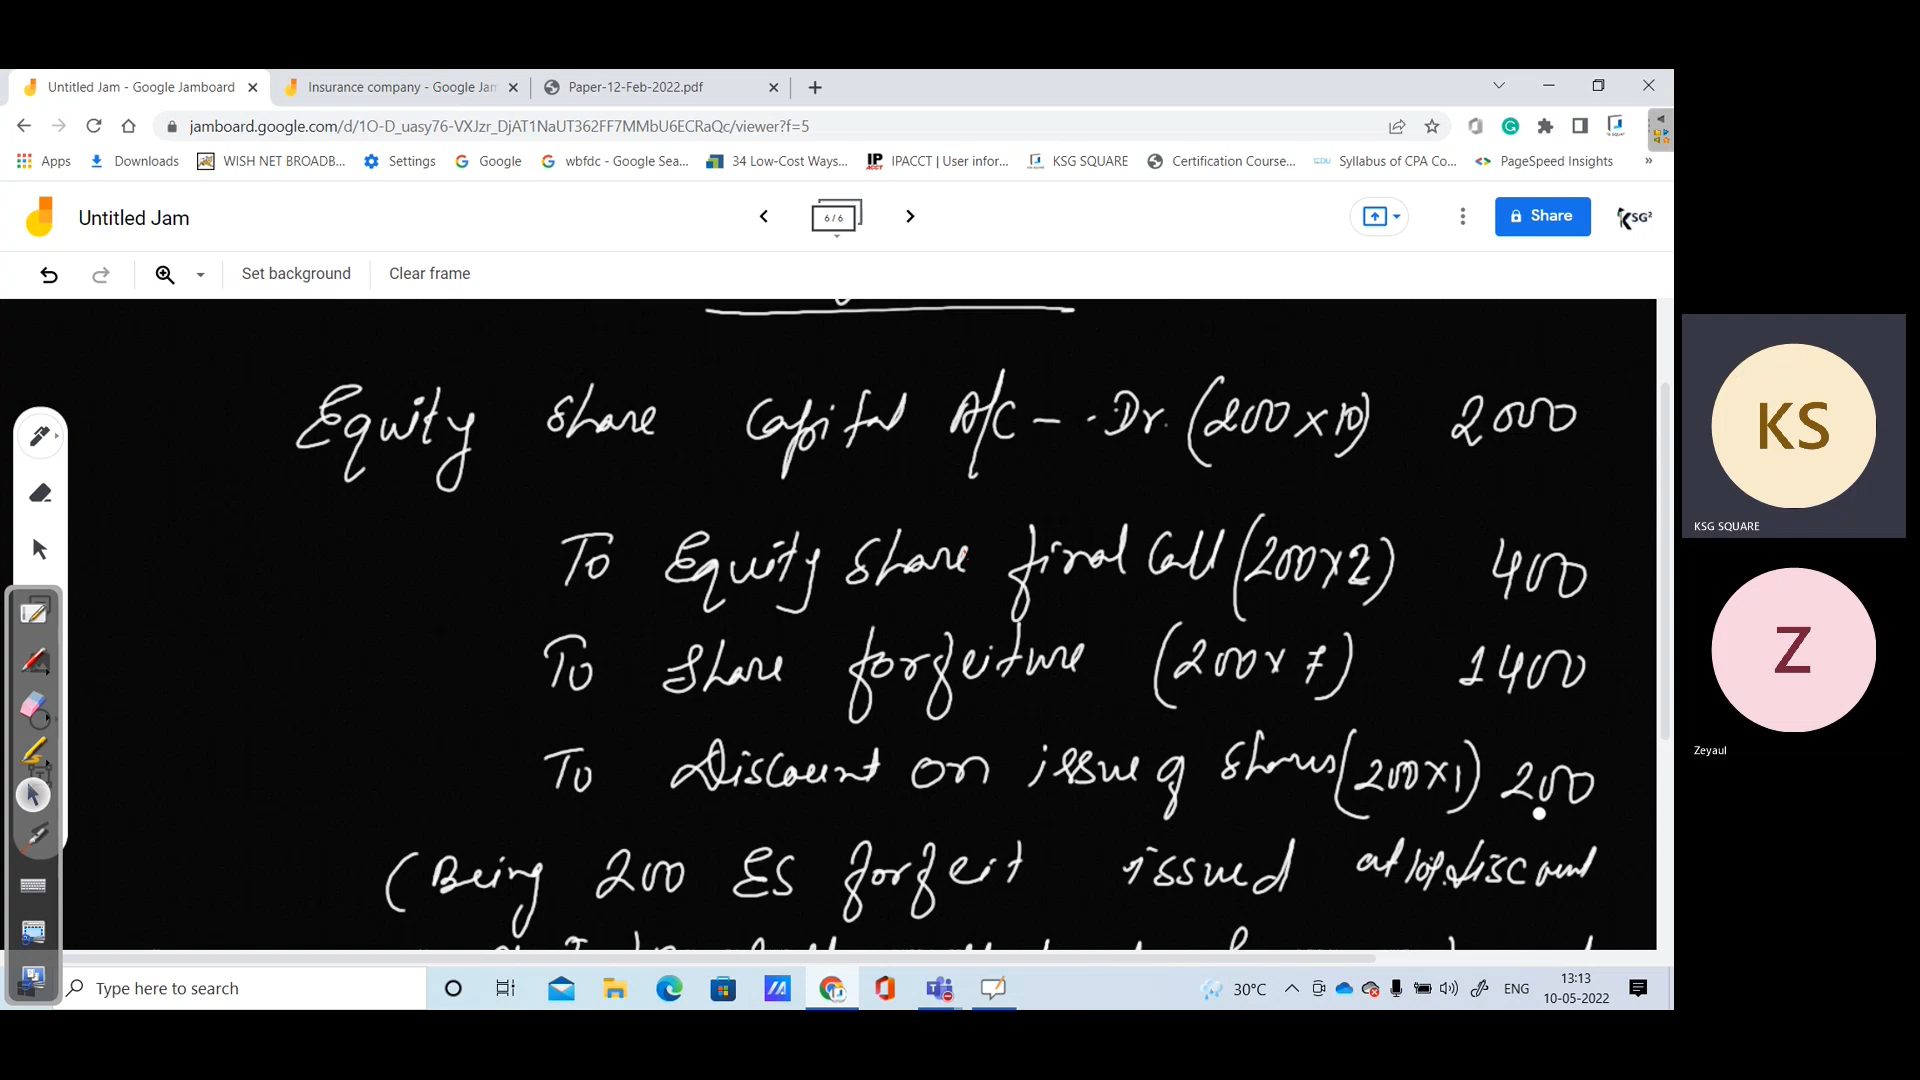 Untitled Jam - Google Jamboard
Insurance company - Google Jam
Paper-12-Feb-2022.pdf
jamboard.google.com/d/1O-D_uasy76-VXJzr_DjAT1NaUT362FF7MMbU6ECRaQc/viewer?f=5
Apps Downloads WISH NET BROADB... Settings Google wbfdc - Google Sea... 34 Low-Cost Ways... IPACCT | User infor... KSG SQUARE Certification Course... Syllabus of CPA Co... PageSpeed Insights »
Untitled Jam
6 / 6
Share
KSG²
Set background Clear frame
Equity Share Capital A/C - - Dr. (200 x 10) 2000
To Equity Share final Call (200 x 2) 400
To Share forfeiture (200 x 7) 1400
To Discount on issue of Shares (200 x 1) 200
(Being 200 ES forfeit issued at 10% discount
KS
KSG SQUARE
Z
Zeyaul
Type here to search
30°C
ENG
13:13
10-05-2022